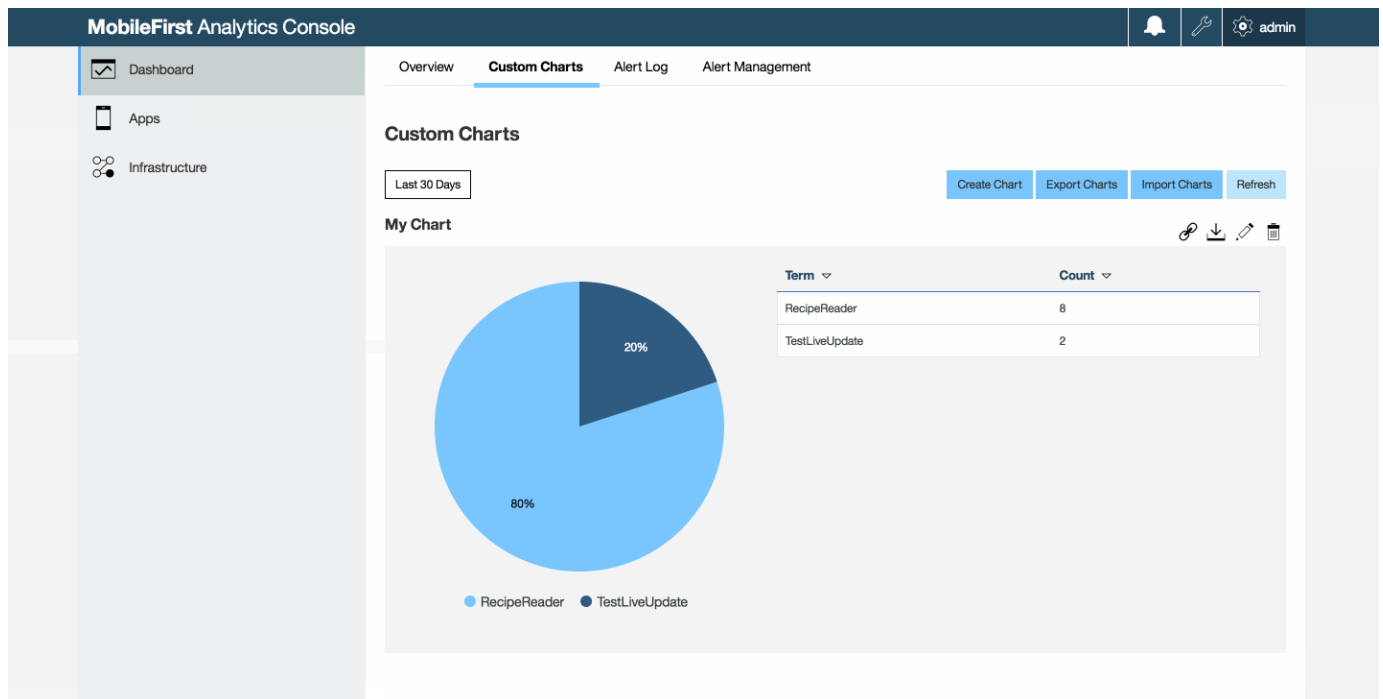 MobileFirst Analytics Console
admin
Dashboard
Apps
Infrastructure
Overview Custom Charts Alert Log Alert Management
Custom Charts
Last 30 Days
Create Chart Export Charts Import Charts Refresh
My Chart
20%
80%
RecipeReader TestLiveUpdate
Term Count
RecipeReader 8
TestLiveUpdate 2